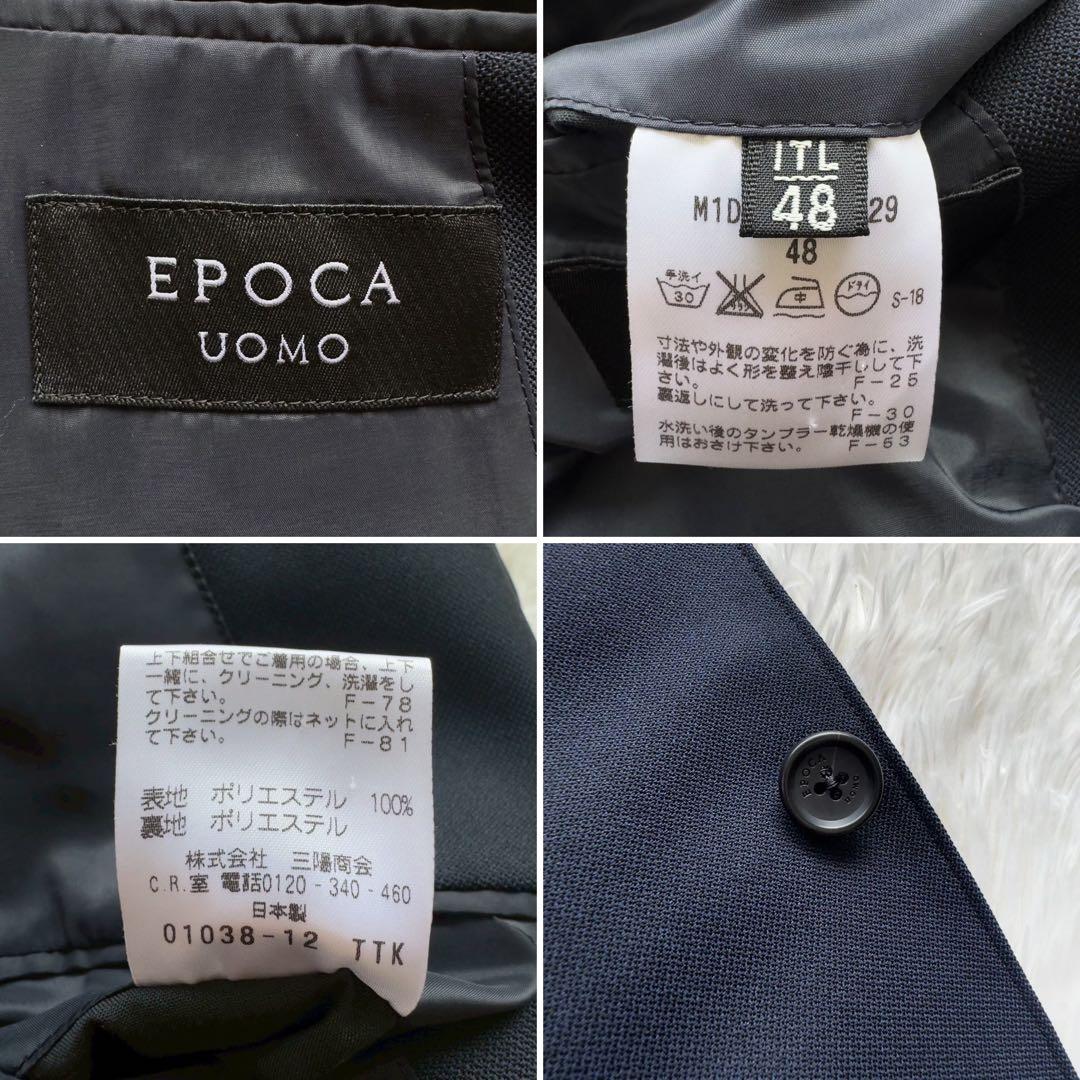 EPOCA
UOMO
ITL
48
M1D
29
48
手洗イ
30
中
ドライ
S-18
寸法や外観の変化を防ぐ為に、洗
濯後はよく形を整え陰干しして下
さい。 F-25
裏返しにして洗って下さい。
F-30
水洗い後のタンブラー乾燥機の使
用はおさけ下さい。 F-53
上下組合せでご着用の場合、上下
一緒に、クリーニング、洗濯をし
て下さい。 F-78
クリーニングの際はネットに入れ
て下さい。 F-81
表地 ポリエステル 100%
裏地 ポリエステル
株式会社 三陽商会
C.R.室 電話0120-340-460
日本製
01038-12 TTK
EPOCA
UOMO